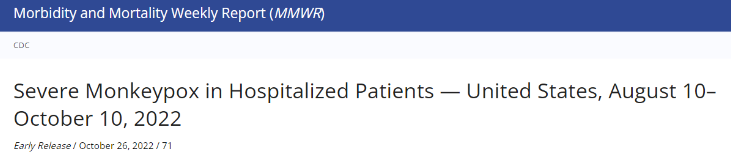 Morbidity and Mortality Weekly Report (MMWR)
CDC
Severe Monkeypox in Hospitalized Patients — United States, August 10–
October 10, 2022
Early Release / October 26, 2022 / 71